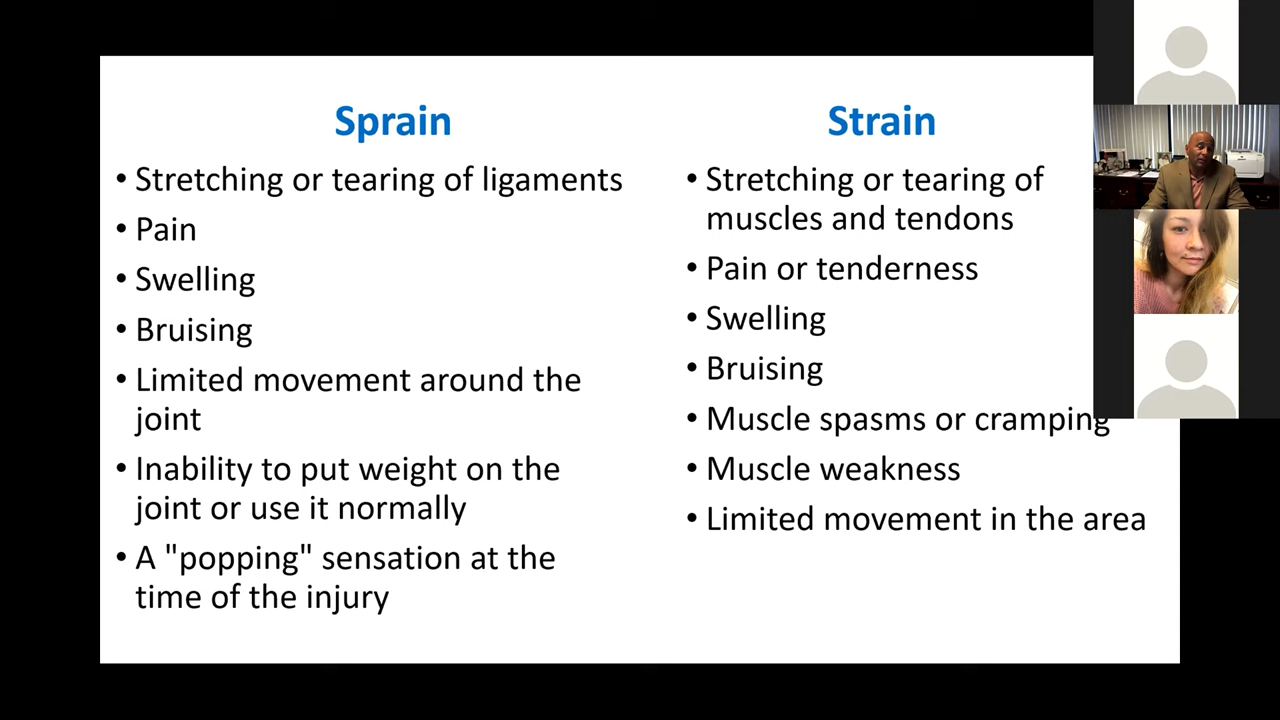 Sprain
• Stretching or tearing of ligaments
• Pain
• Swelling
• Bruising
• Limited movement around the
joint
• Inability to put weight on the
joint or use it normally
• A "popping" sensation at the
time of the injury
Strain
• Stretching or tearing of
muscles and tendons
• Pain or tenderness
• Swelling
• Bruising
• Muscle spasms or cramping
• Muscle weakness
• Limited movement in the area